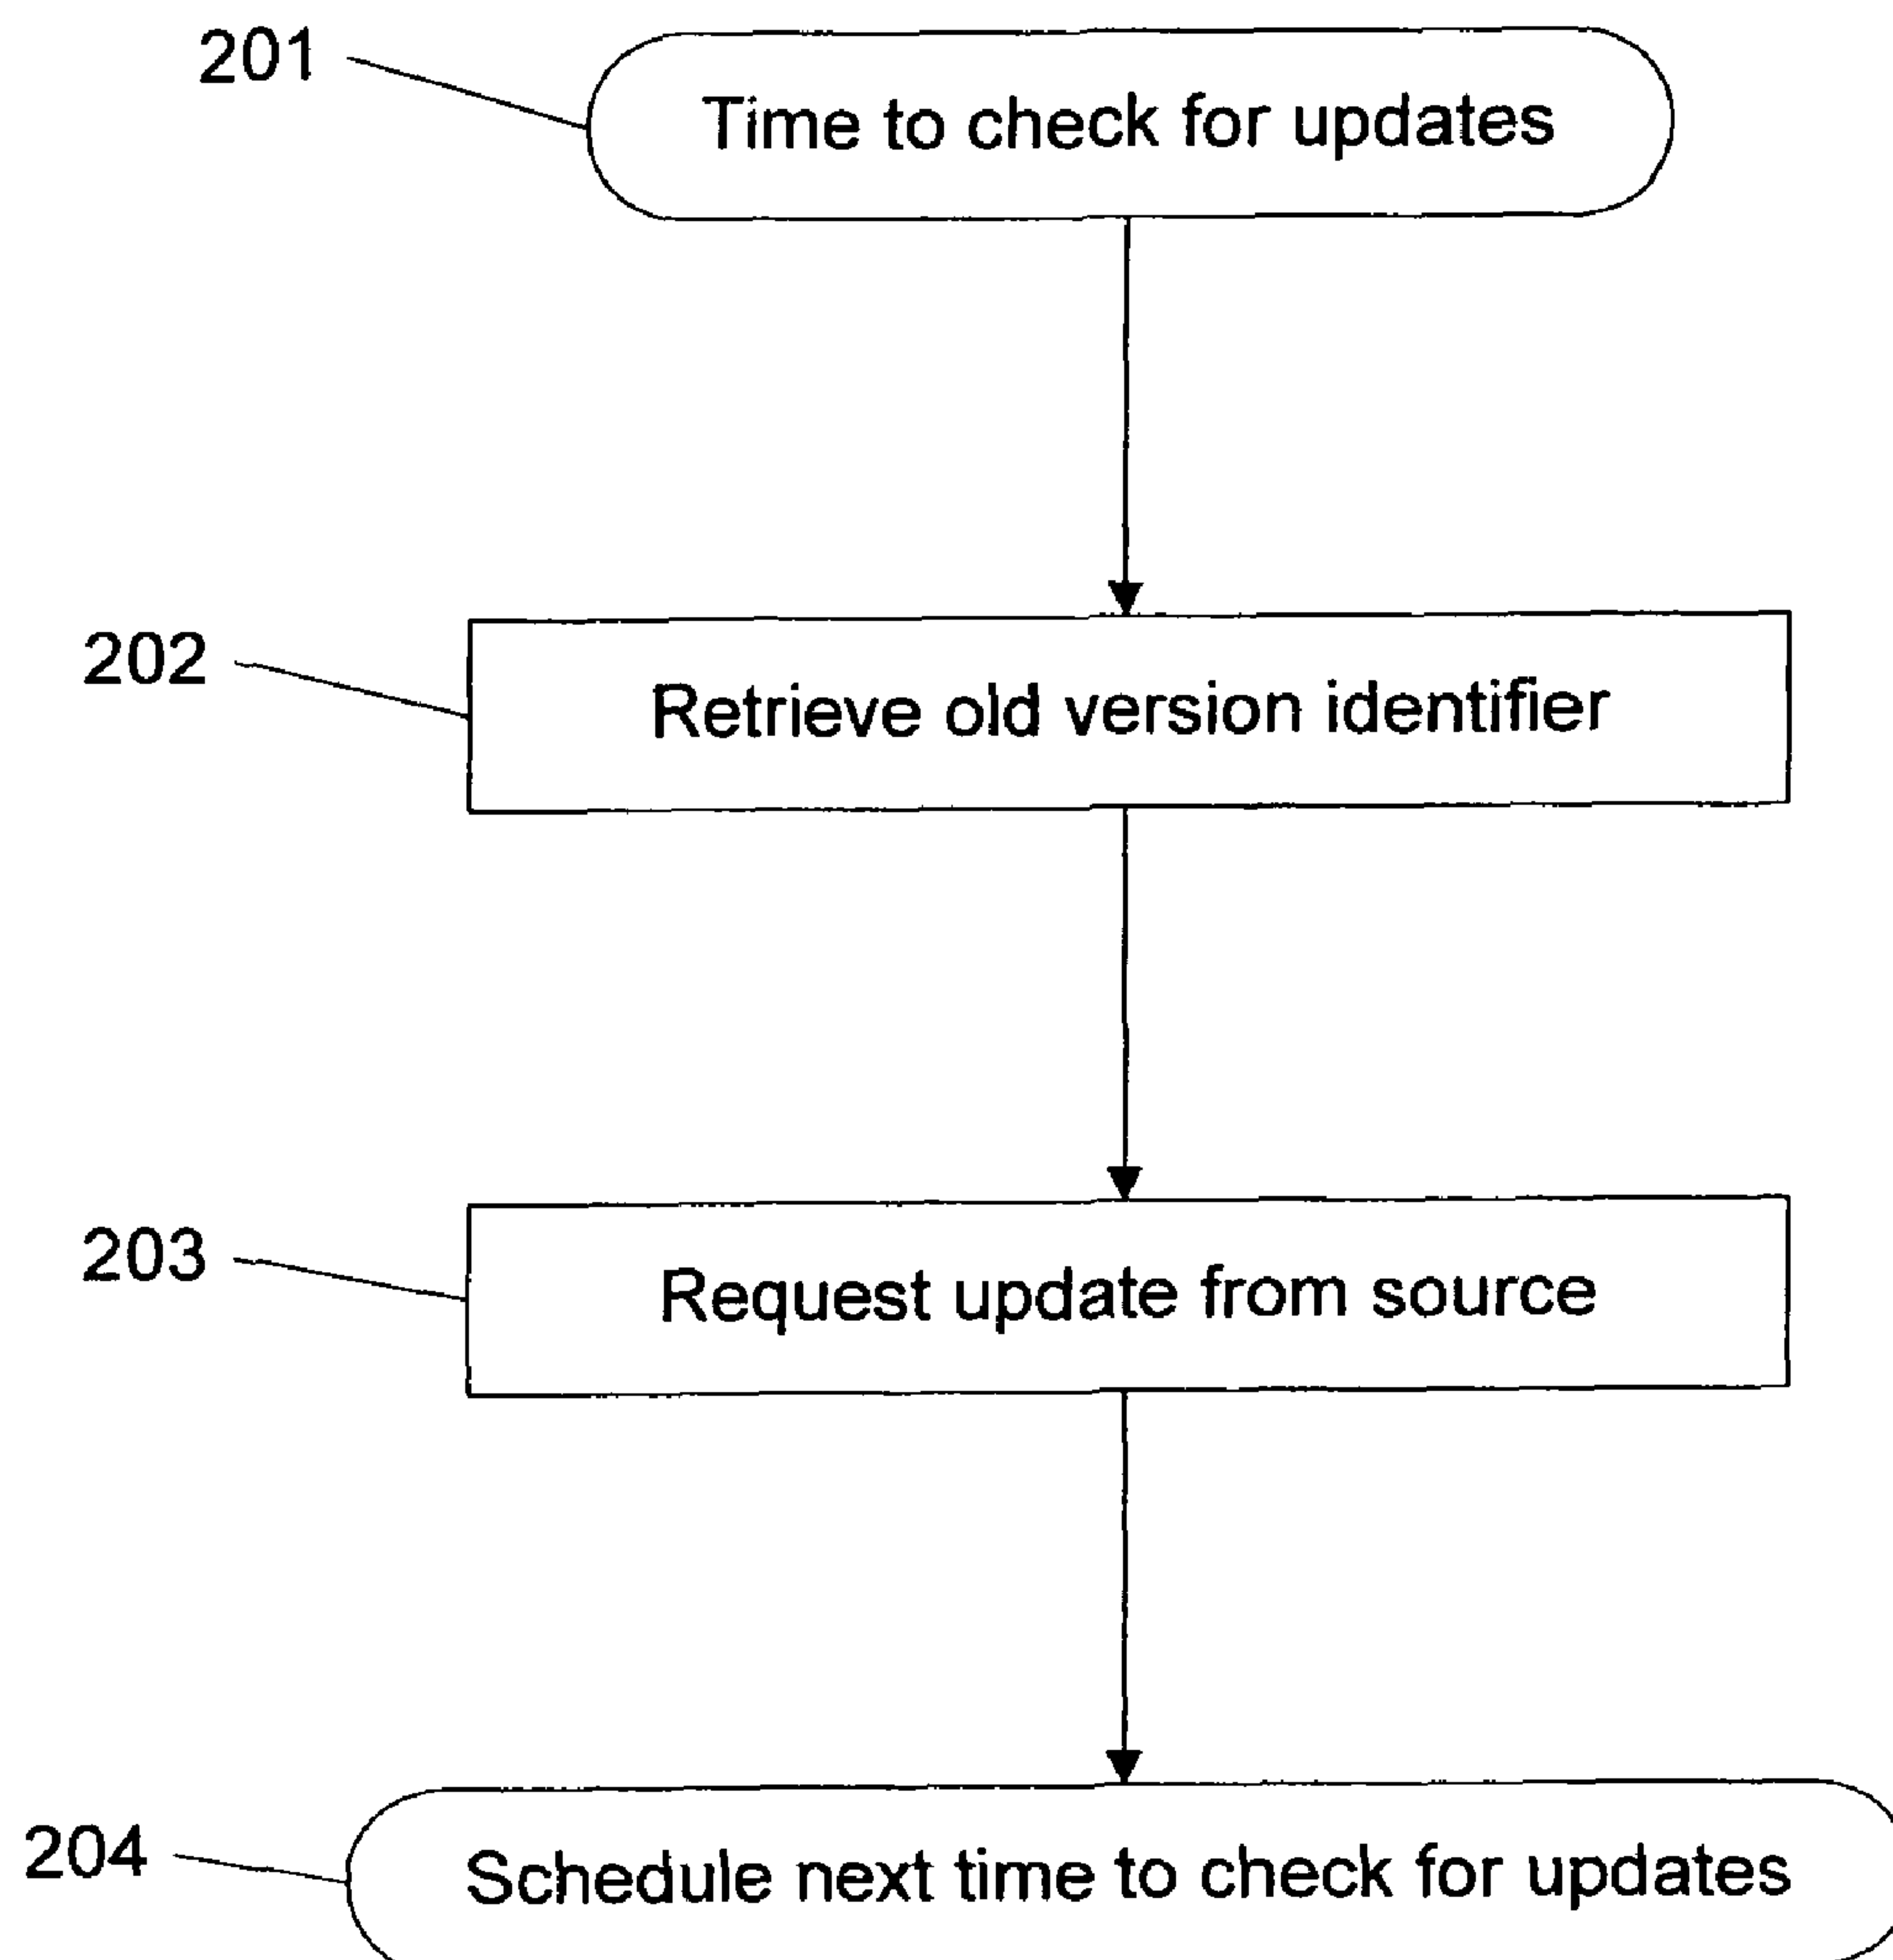 201
Time to check for updates
202
Retrieve old version identifier
203
Request update from source
204
Schedule next time to check for updates